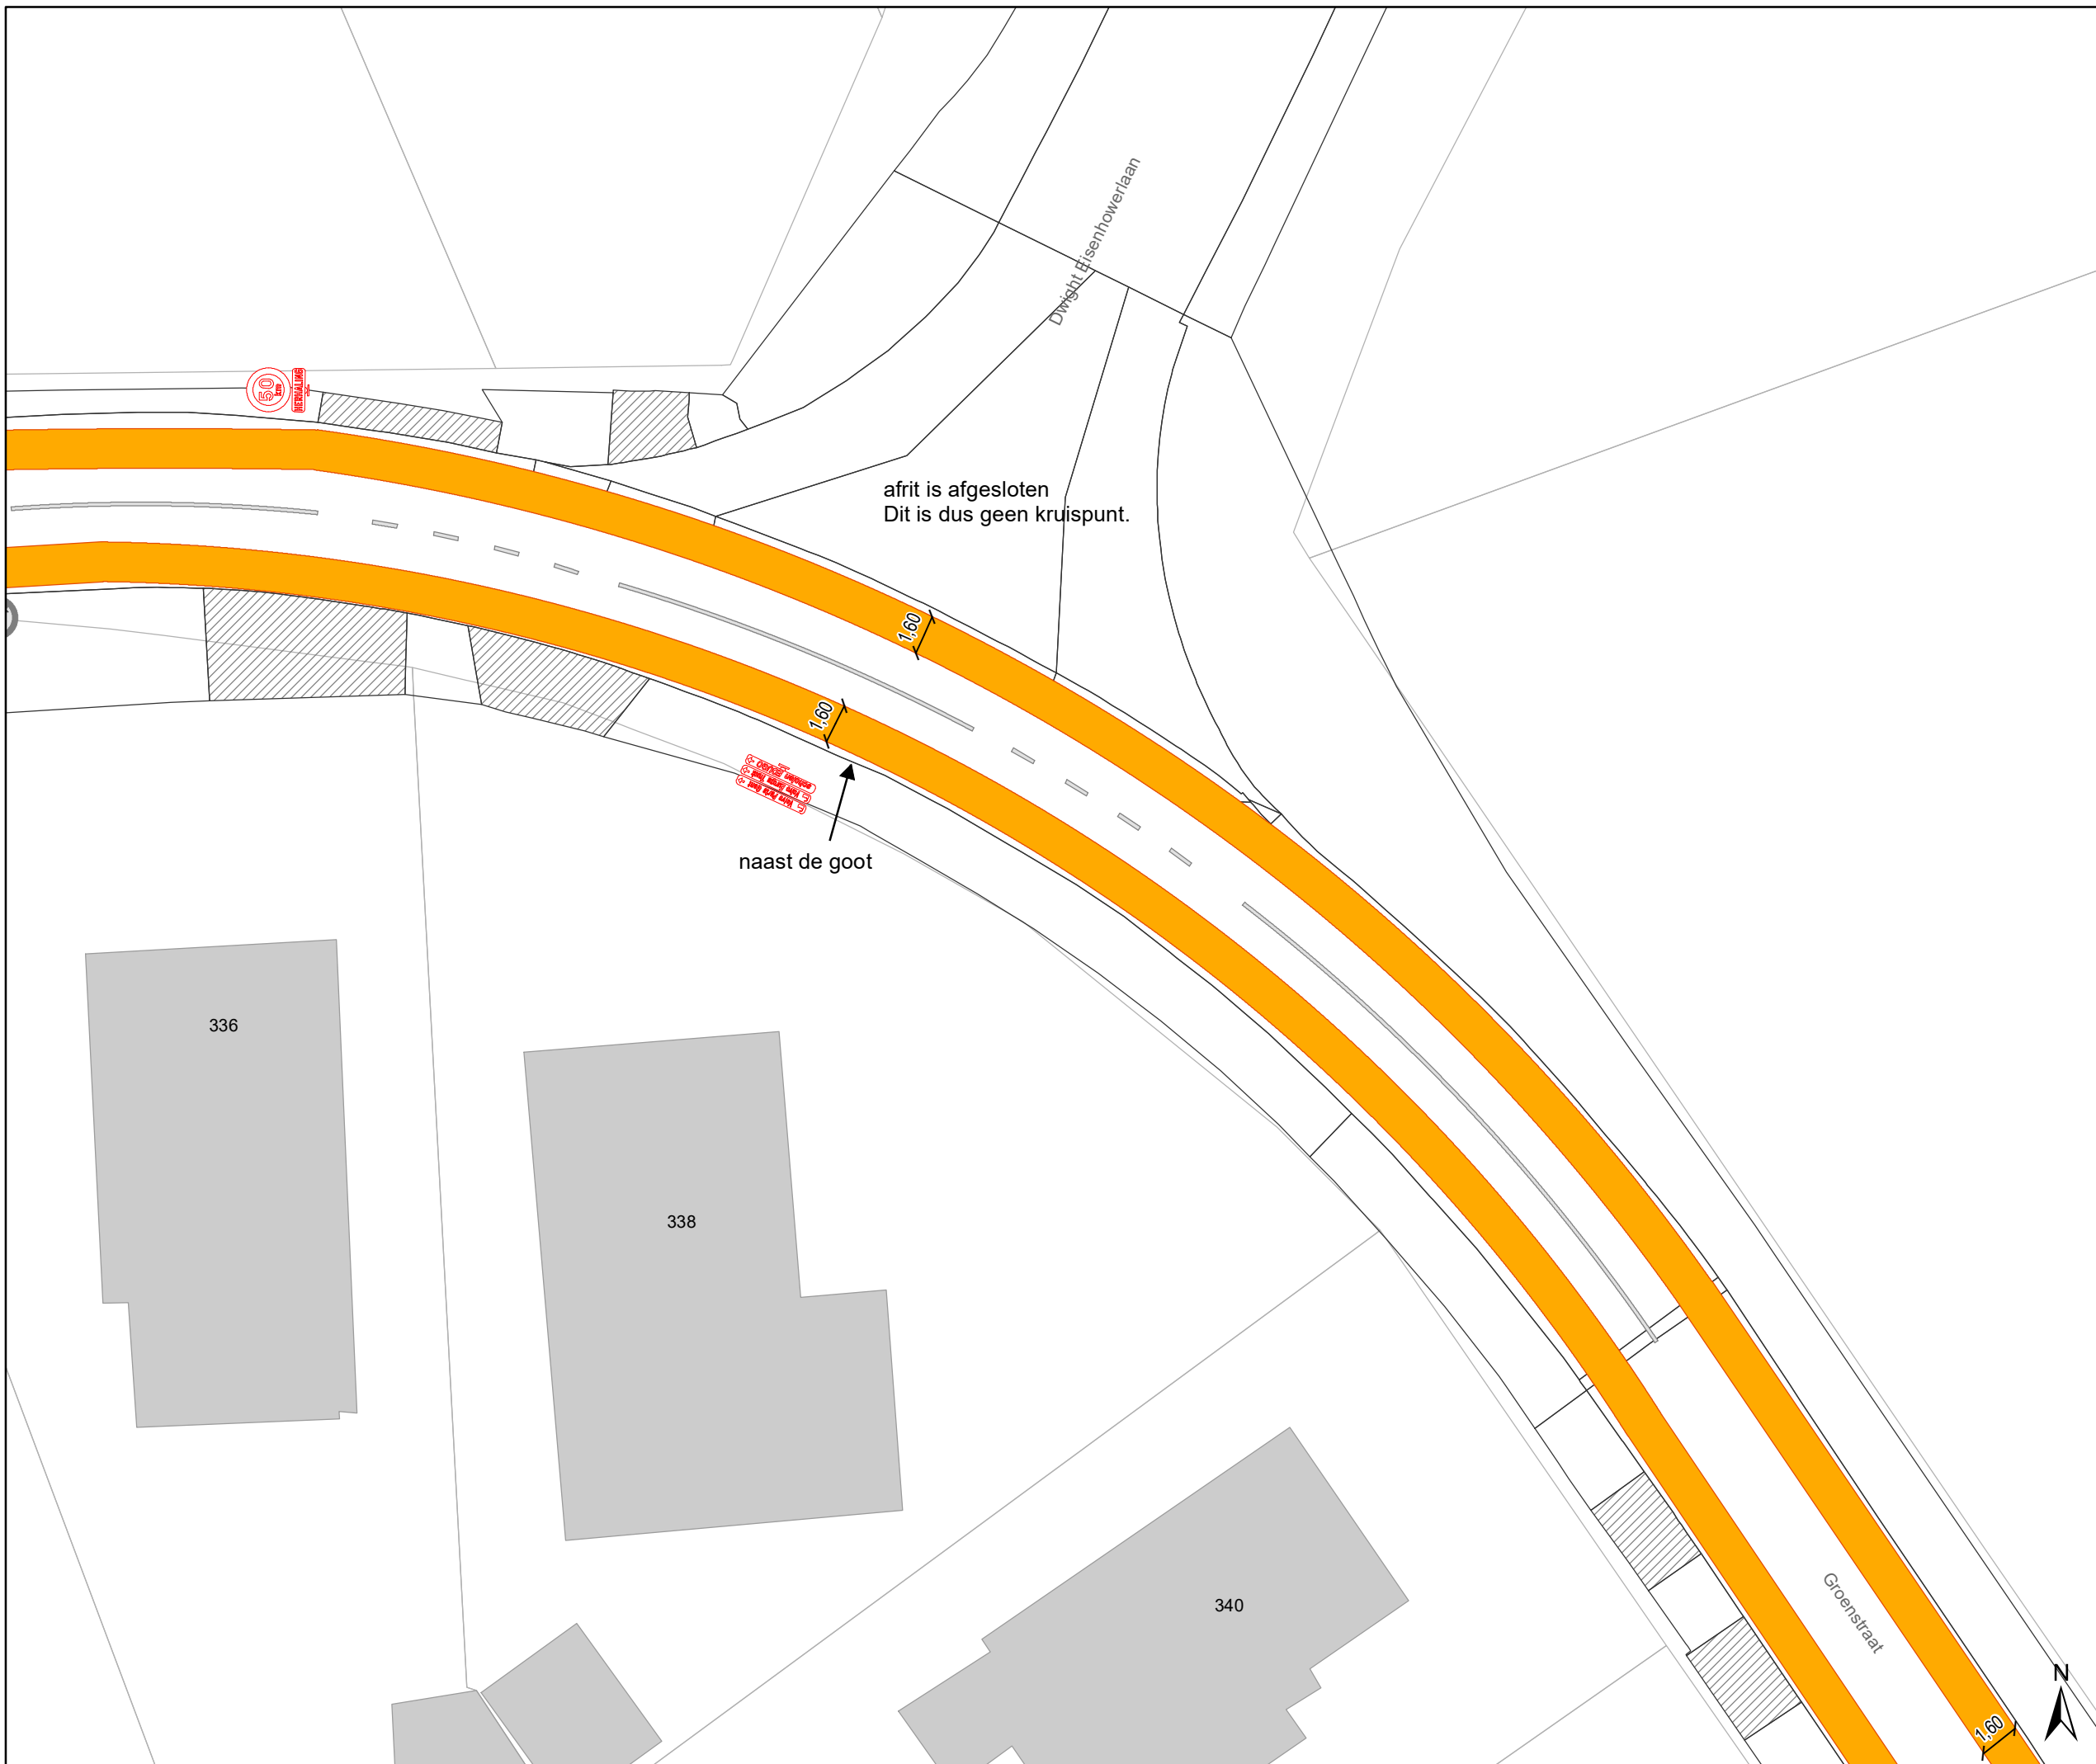 Dwight Eisenhowerlaan
50
km
HERHALING
afrit is afgesloten
Dit is dus geen kruispunt.
1,60
1,60
naast de goot
336
338
340
Groenstraat
N
1,60